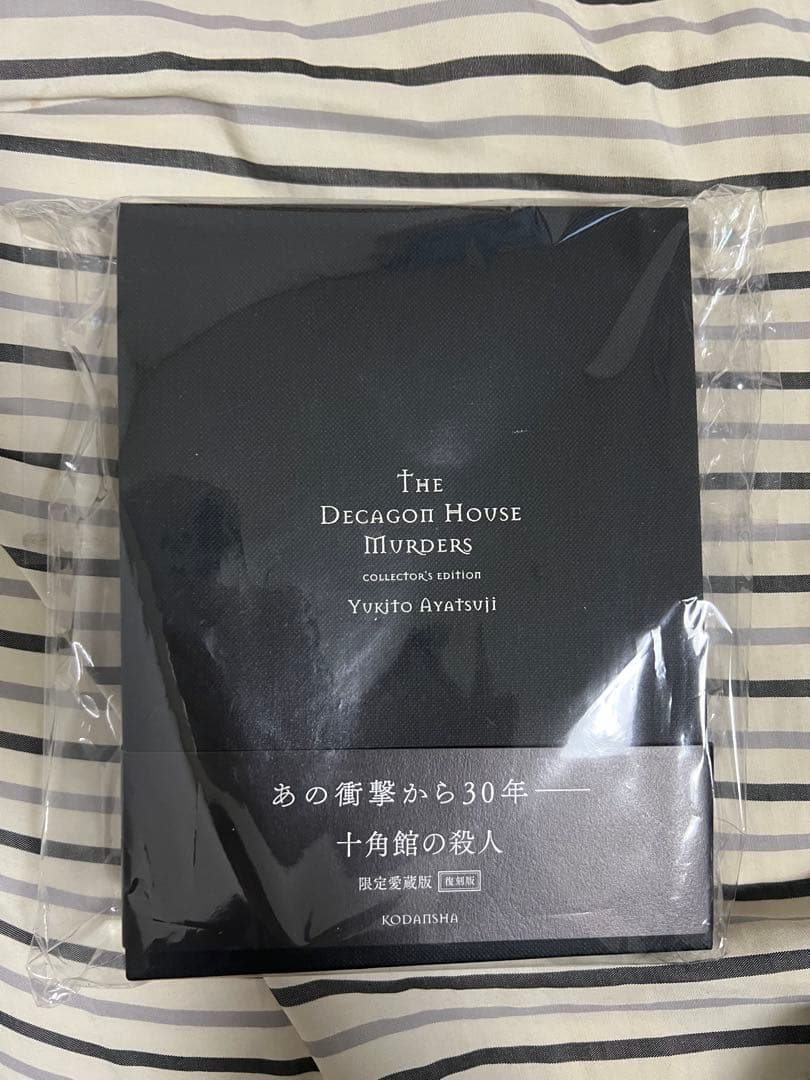 The
Decagon House
Murders
collector's edition
Yukito Ayatsuji
あの衝撃から30年――
十角館の殺人
限定愛蔵版 復刻版
KODANSHA